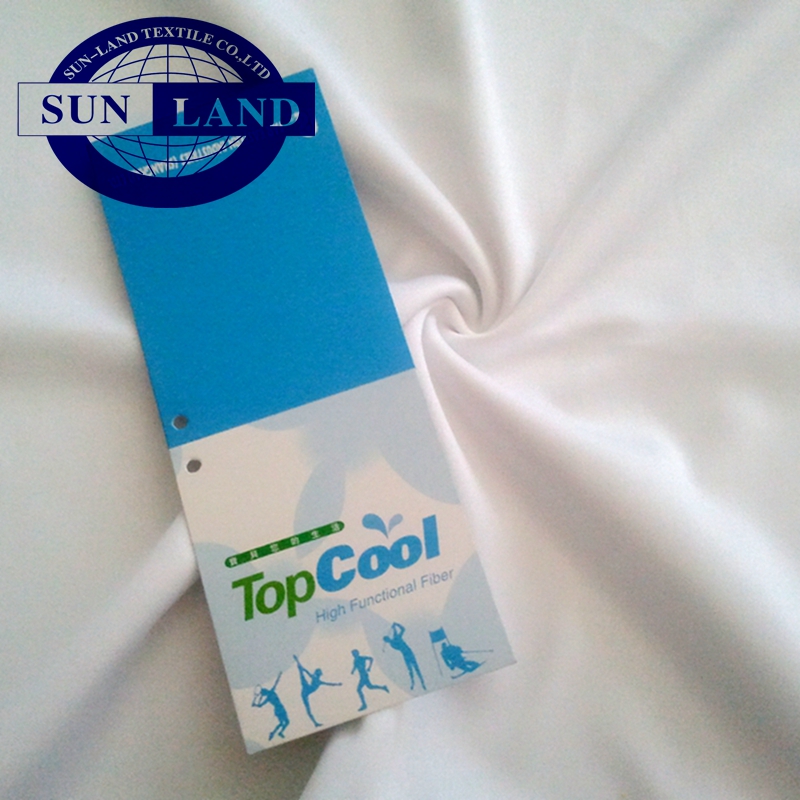 SUN-LAND TEXTILE CO.,LTD
SUN LAND
TopCool
High Functional Fiber